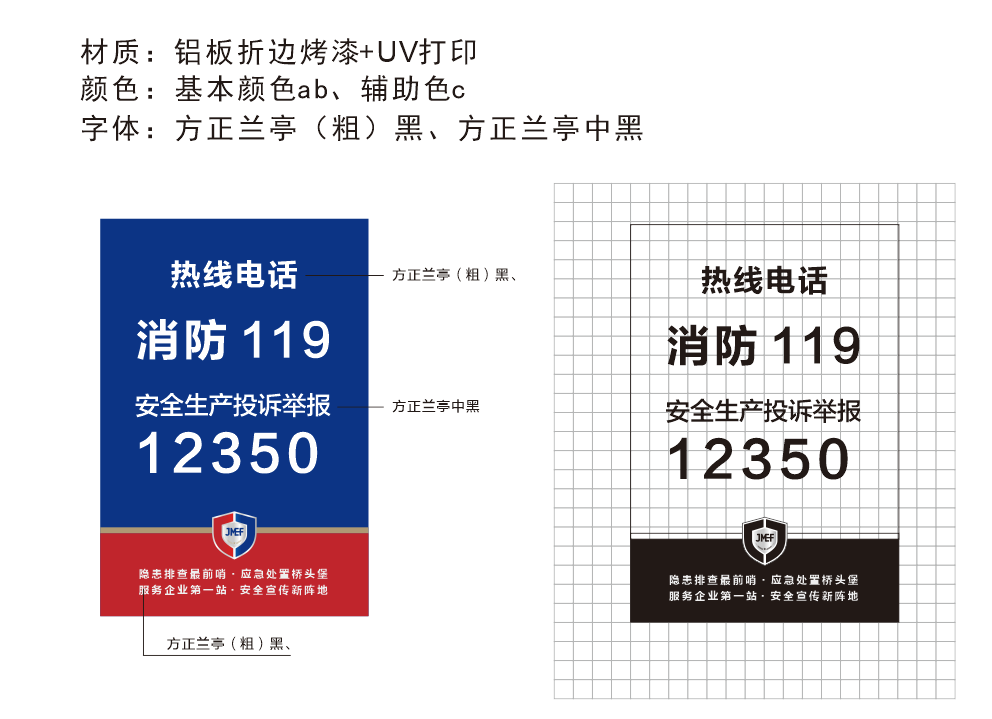 材质：铝板折边烤漆+UV打印
颜色：基本颜色ab、辅助色c
字体：方正兰亭（粗）黑、方正兰亭中黑
热线电话
方正兰亭（粗）黑、
消防 119
安全生产投诉举报
方正兰亭中黑
12350
JMEF
隐患排查最前哨·应急处置桥头堡
服务企业第一站·安全宣传新阵地
方正兰亭（粗）黑、
热线电话
消防 119
安全生产投诉举报
12350
JMEF
隐患排查最前哨·应急处置桥头堡
服务企业第一站·安全宣传新阵地